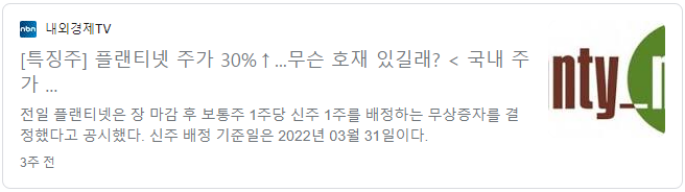 nbn 내외경제TV
[특징주] 플랜티넷 주가 30%↑...무슨 호재 있길래? < 국내 주
가 ...
전일 플랜티넷은 장 마감 후 보통주 1주당 신주 1주를 배정하는 무상증자를 결
정했다고 공시했다. 신주 배정 기준일은 2022년 03월 31일이다.
3주 전
nty_n